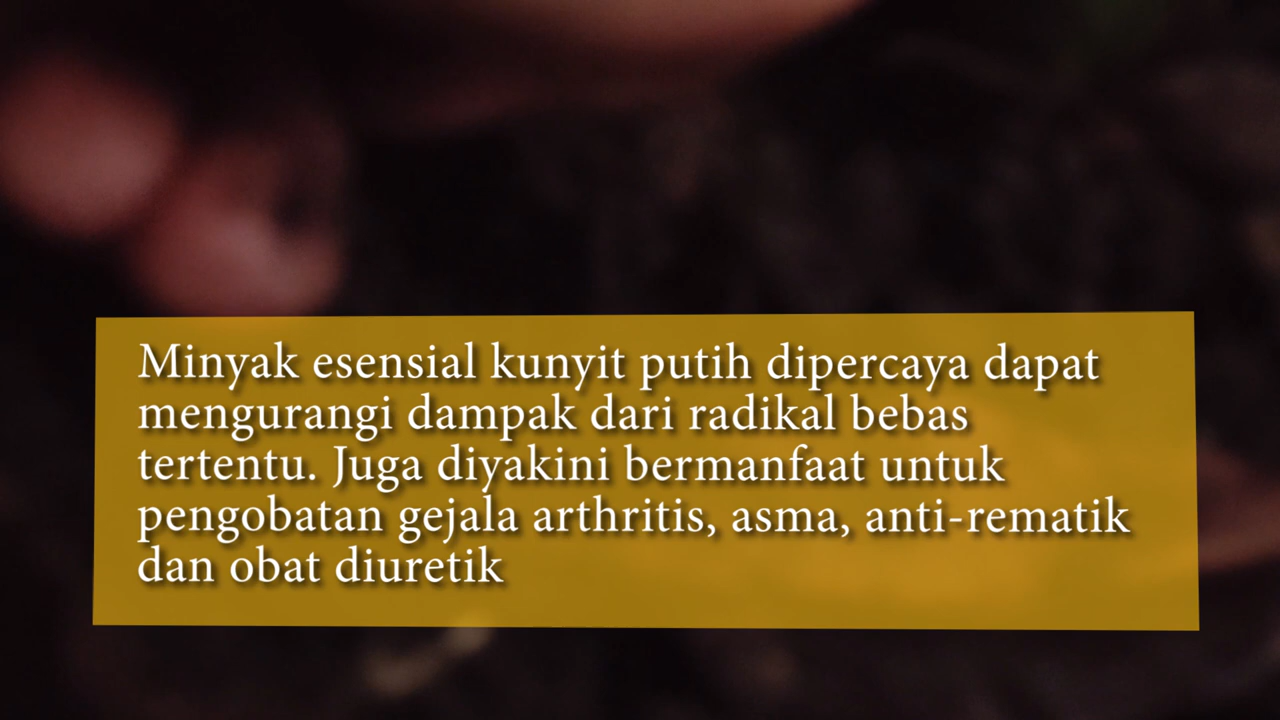 Minyak esensial kunyit putih dipercaya dapat
mengurangi dampak dari radikal bebas
tertentu. Juga diyakini bermanfaat untuk
pengobatan gejala arthritis, asma, anti-rematik
dan obat diuretik